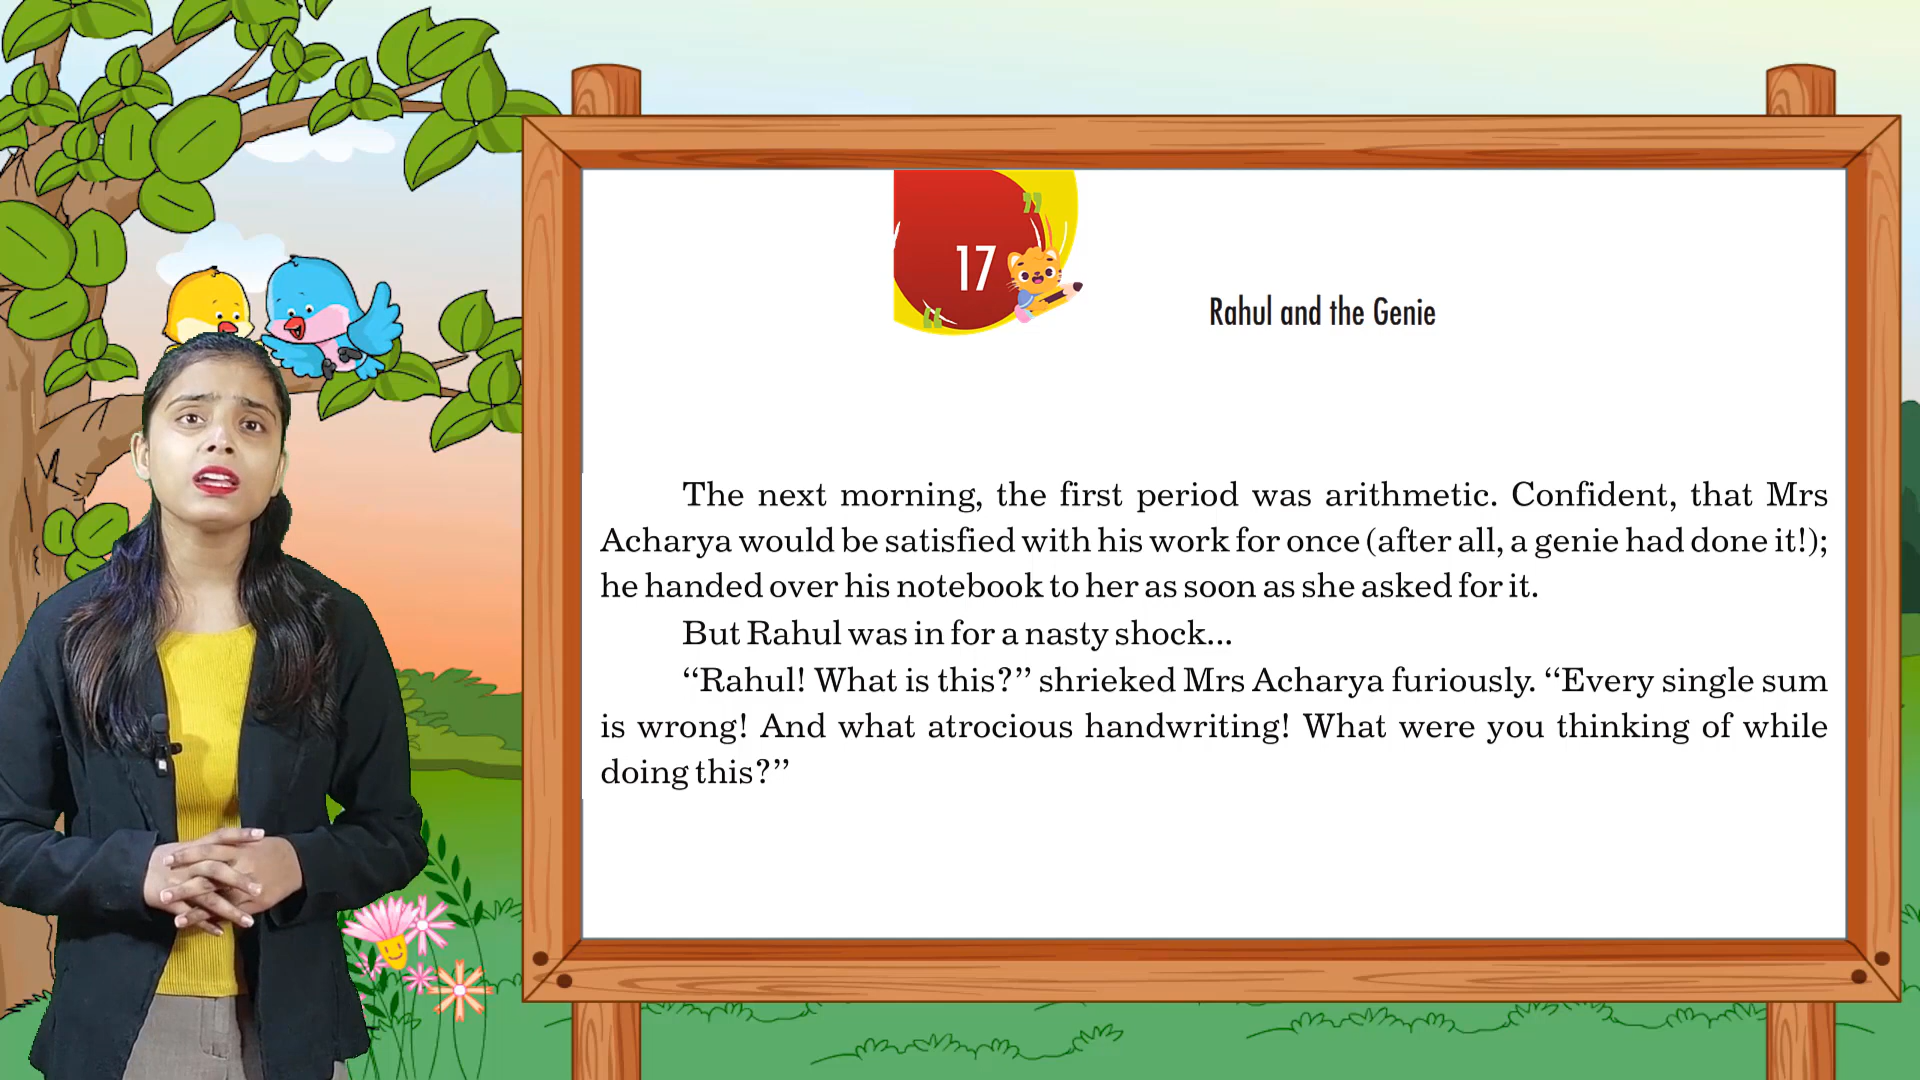 17
Rahul and the Genie
The next morning, the first period was arithmetic. Confident, that Mrs
Acharya would be satisfied with his work for once (after all, a genie had done it!);
he handed over his notebook to her as soon as she asked for it.
But Rahul was in for a nasty shock...
“Rahul! What is this?” shrieked Mrs Acharya furiously. “Every single sum
is wrong! And what atrocious handwriting! What were you thinking of while
doing this?”